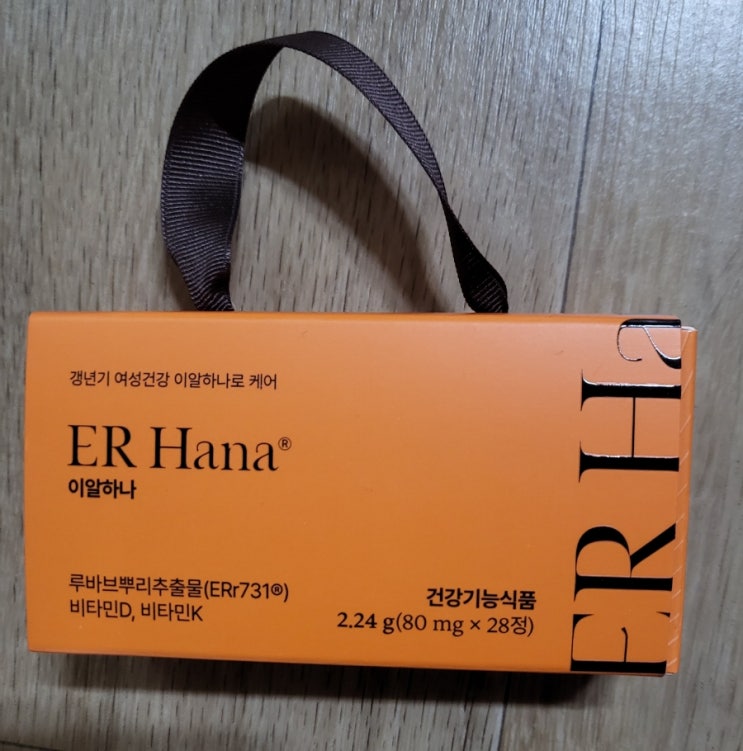 갱년기 여성건강 이알하나로 케어
ER Hana®
이알하나
루바브뿌리추출물(ERr731®)
비타민D, 비타민K
건강기능식품
2.24 g(80 mg × 28정)
ER Ha